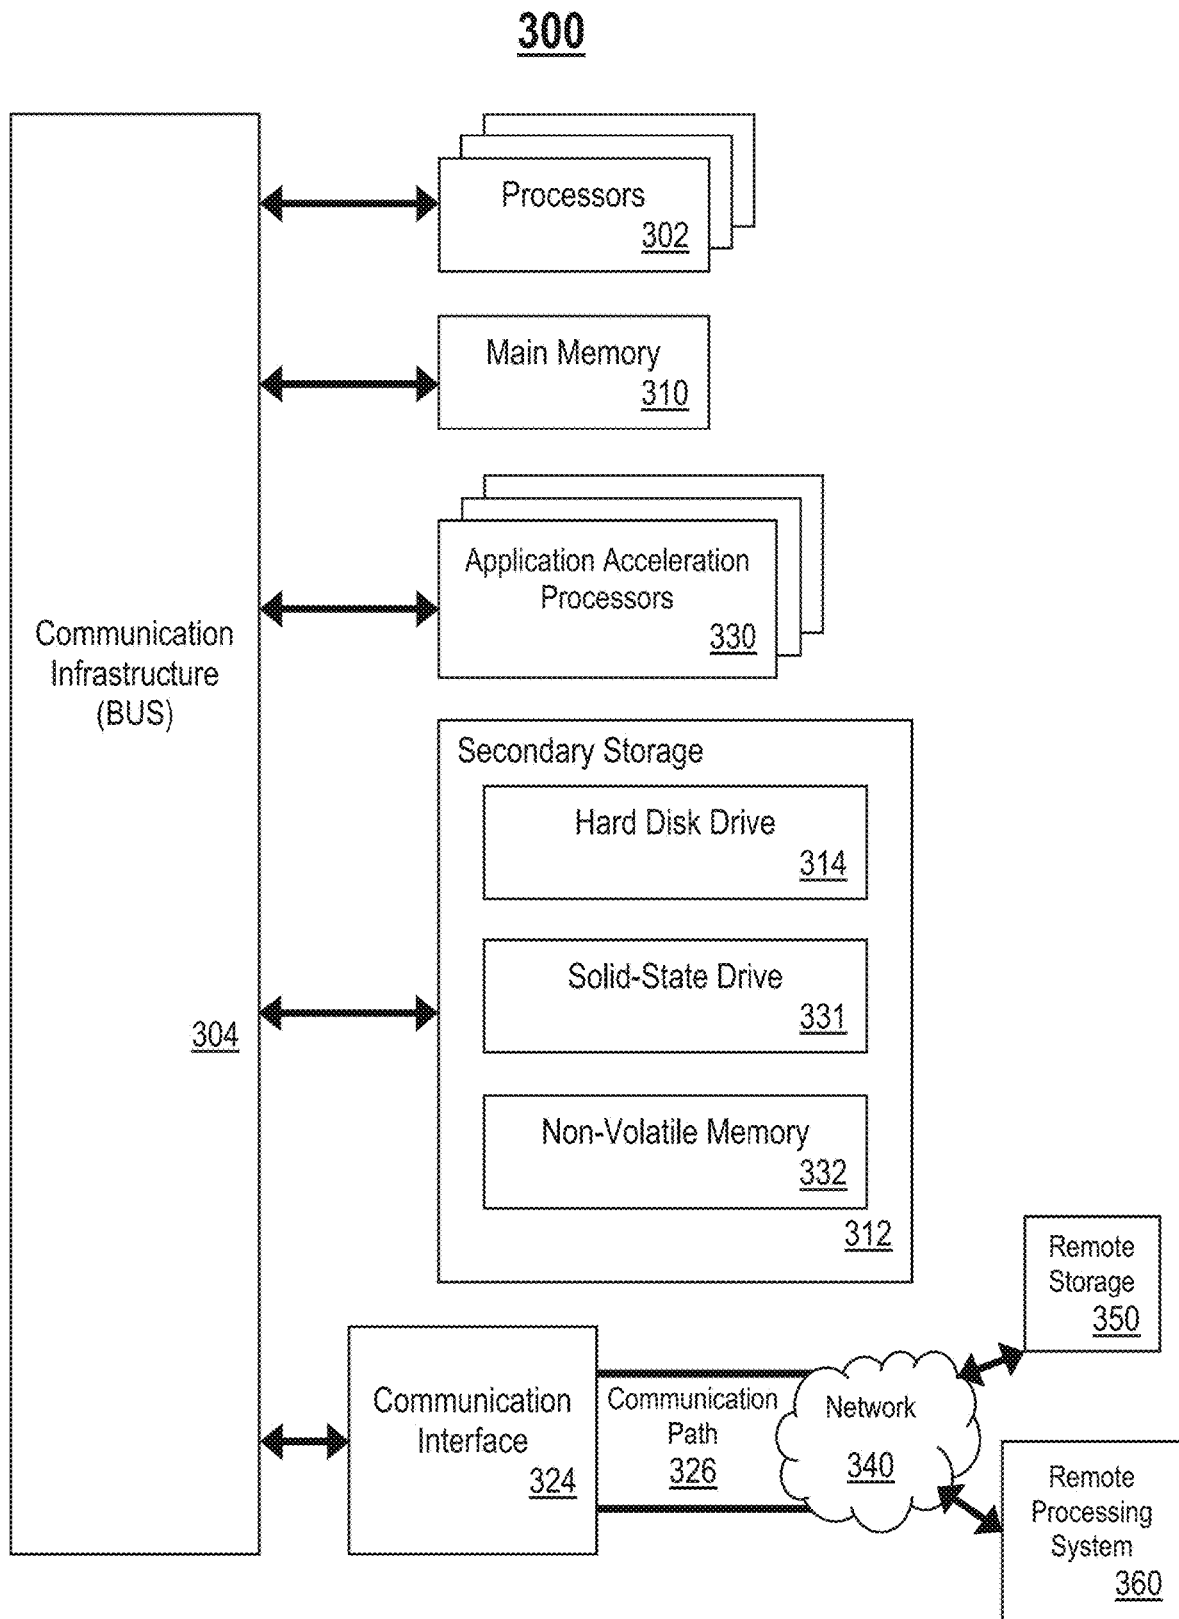 300
Processors
302
Main Memory
310
Application Acceleration
Processors
330
Communication
Infrastructure
(BUS)
304
Secondary Storage
Hard Disk Drive
314
Solid-State Drive
331
Non-Volatile Memory
332
312
Remote
Storage
350
Communication
Interface
324
Communication
Path
326
Network
340
Remote
Processing
System
360